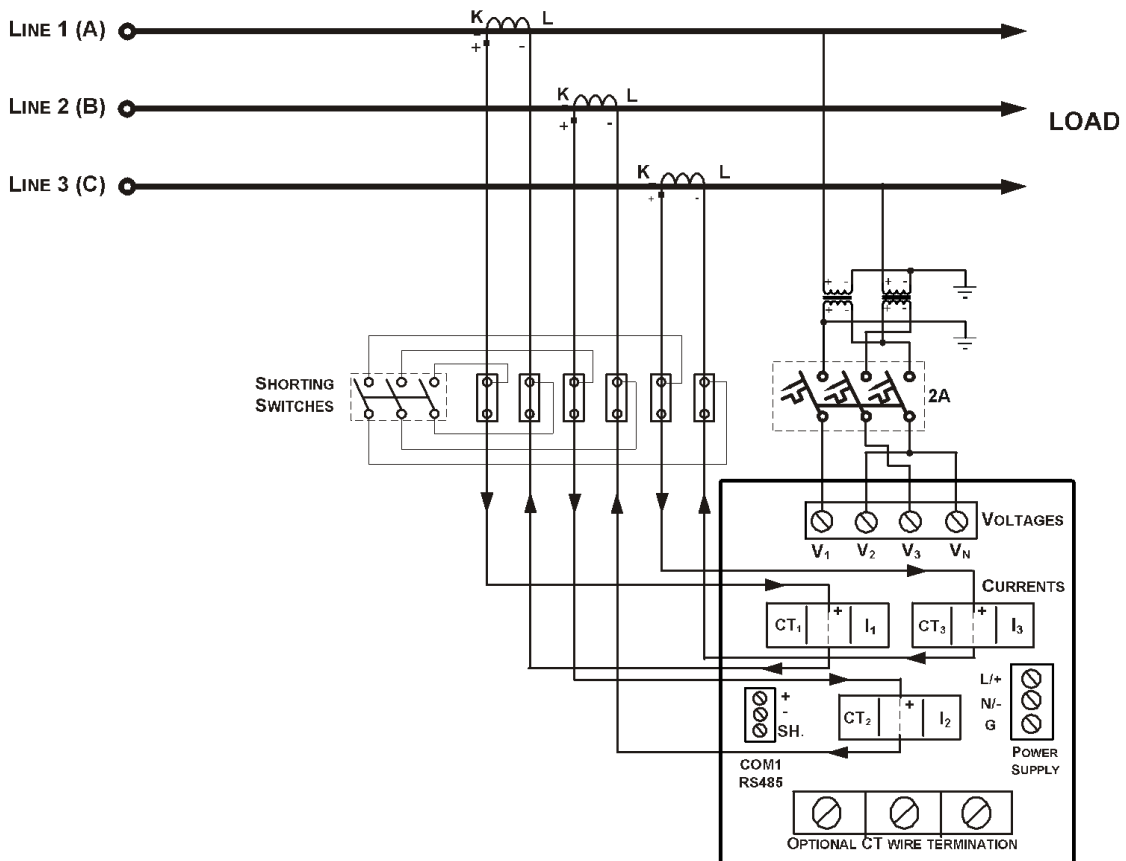 K L
LINE 1 (A)
+ -
K L
LINE 2 (B)
+ -
LOAD
K L
LINE 3 (C)
+ -
+ - + -
+ - + -
SHORTING
SWITCHES
2A
VOLTAGES
V1 V2 V3 VN
CURRENTS
CT1 + I1
CT3 + I3
L/+
N/-
G
+
-
SH.
CT2 + I2
POWER
SUPPLY
COM1
RS485
OPTIONAL CT WIRE TERMINATION